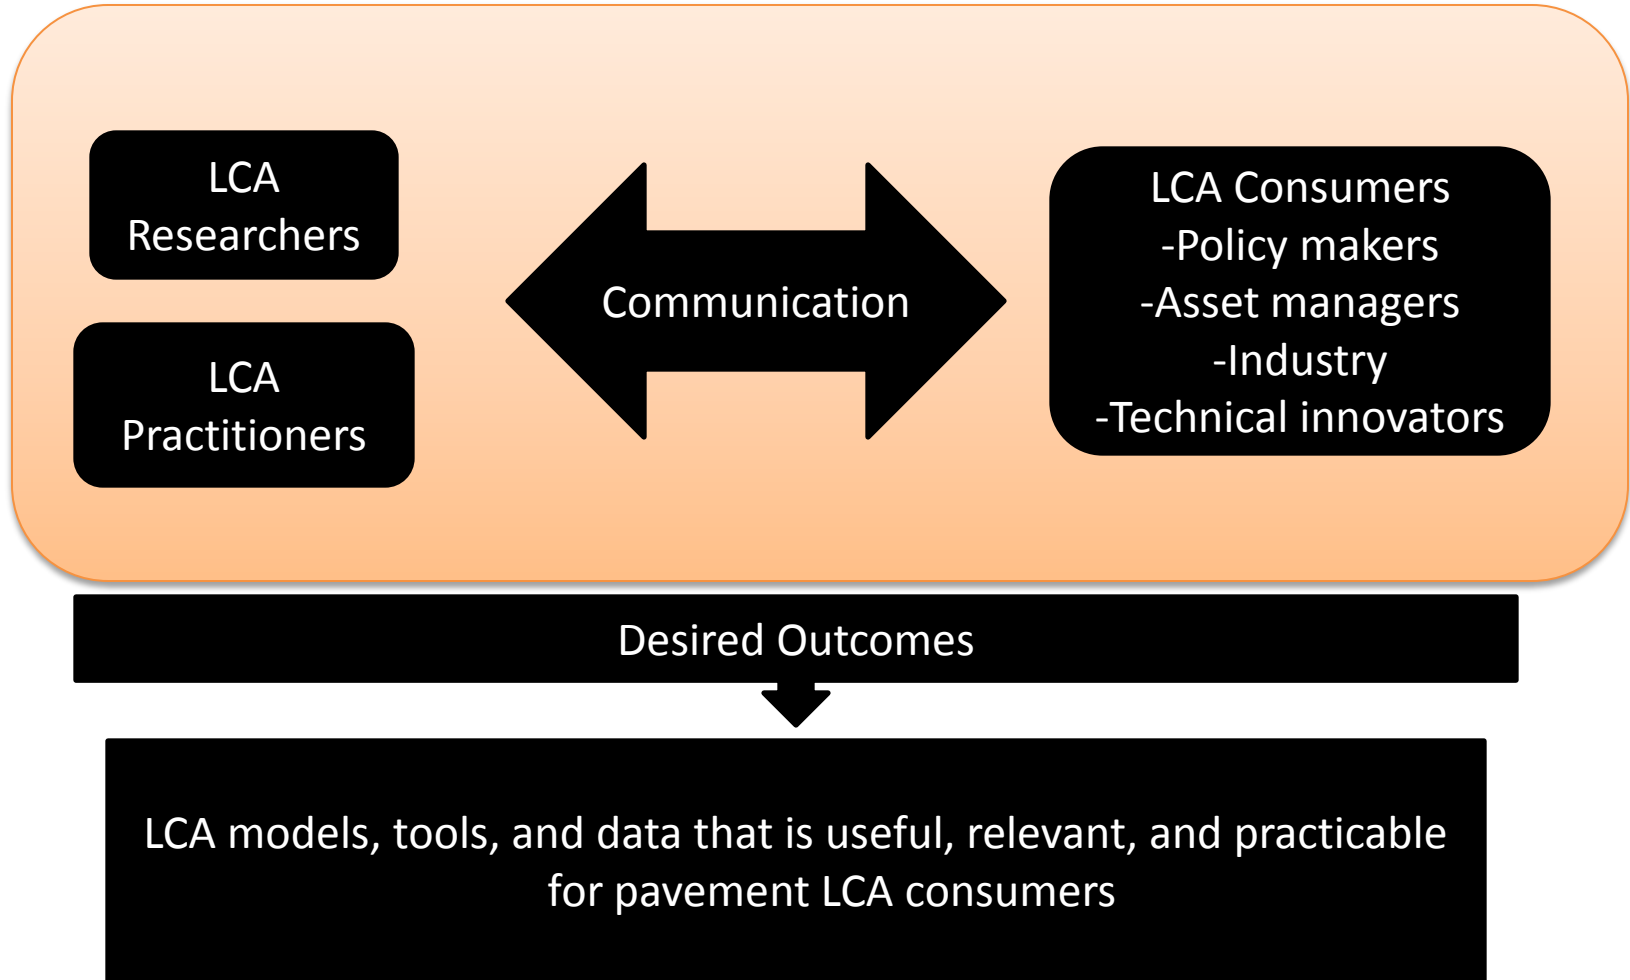 LCA
Researchers
LCA
Practitioners
Communication
LCA Consumers
-Policy makers
-Asset managers
-Industry
-Technical innovators
Desired Outcomes
LCA models, tools, and data that is useful, relevant, and practicable
for pavement LCA consumers